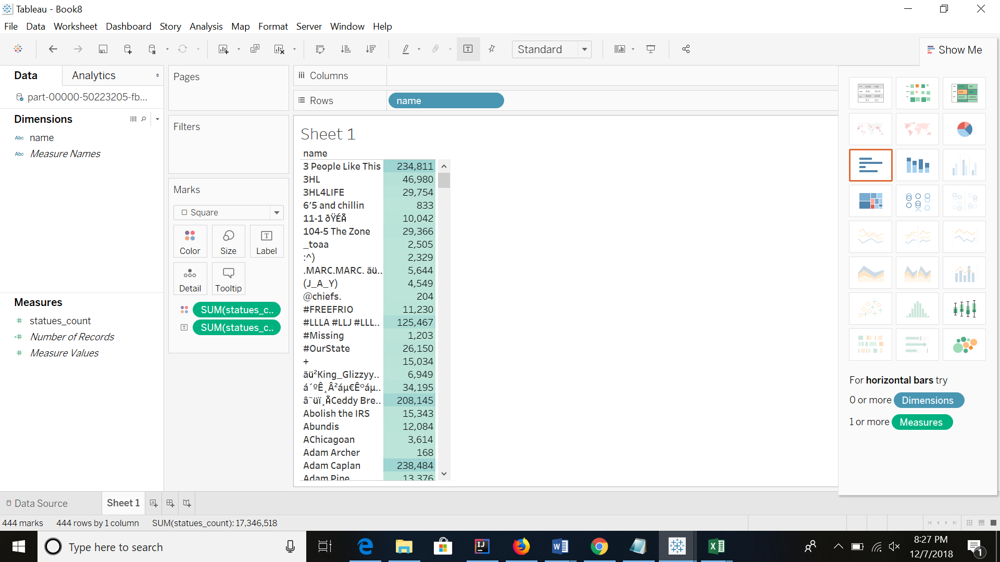 Tableau - Book8
File Data Worksheet Dashboard Story Analysis Map Format Server Window Help
Standard
Show Me
Data
Analytics
part-00000-50223205-fb...
Dimensions
Abc name
Abc Measure Names
Measures
statues_count
Number of Records
Measure Values
Pages
Filters
Marks
Square
Color
Size
Label
Detail
Tooltip
SUM(statues_c..
SUM(statues_c..
Columns
Rows
name
Sheet 1
name
3 People Like This 234,811
3HL 46,980
3HL4LIFE 29,754
6’5 and chillin 833
11-1 ðŸÉÅ 10,042
104-5 The Zone 29,366
_toaa 2,505
:^) 2,329
.MARC.MARC. ãü.. 5,644
(J_A_Y) 4,549
@chiefs. 204
#FREEFRIO 11,230
#LLLA #LLJ #LLL.. 125,467
#Missing 1,203
#OurState 26,150
+ 15,034
ãü²King_Glizzyy.. 6,949
á´ºÊ¸Â²áµ€Êºáµ.. 34,195
â˜üï¸ÅCeddy Bre.. 208,145
Abolish the IRS 15,343
Abundis 12,084
AChicagoan 3,614
Adam Archer 168
Adam Caplan 238,484
Adam Pine 13,376
For horizontal bars try
0 or more Dimensions
1 or more Measures
Data Source
Sheet 1
444 marks 444 rows by 1 column SUM(statues_count): 17,346,518
Type here to search
8:27 PM
12/7/2018
1